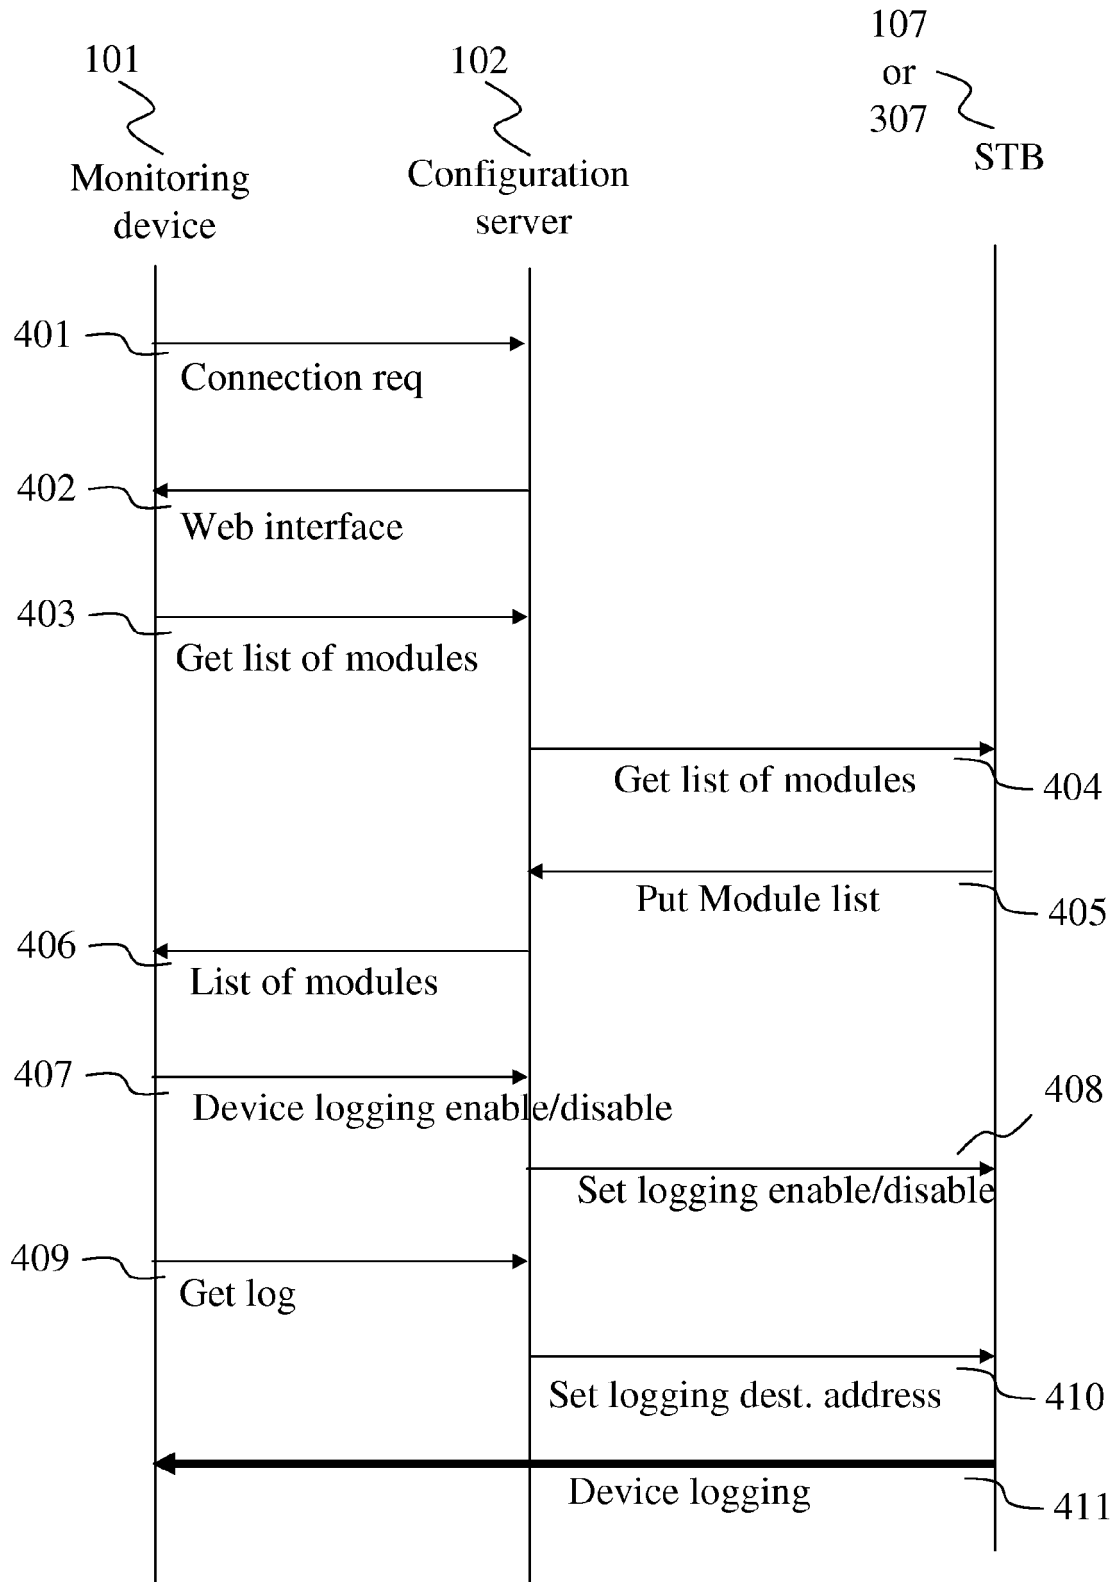 101
102
107
or
307
Monitoring
device
Configuration
server
STB
401
Connection req
402
Web interface
403
Get list of modules
Get list of modules
404
Put Module list
405
406
List of modules
407
Device logging enable/disable
408
Set logging enable/disable
409
Get log
Set logging dest. address
410
Device logging
411